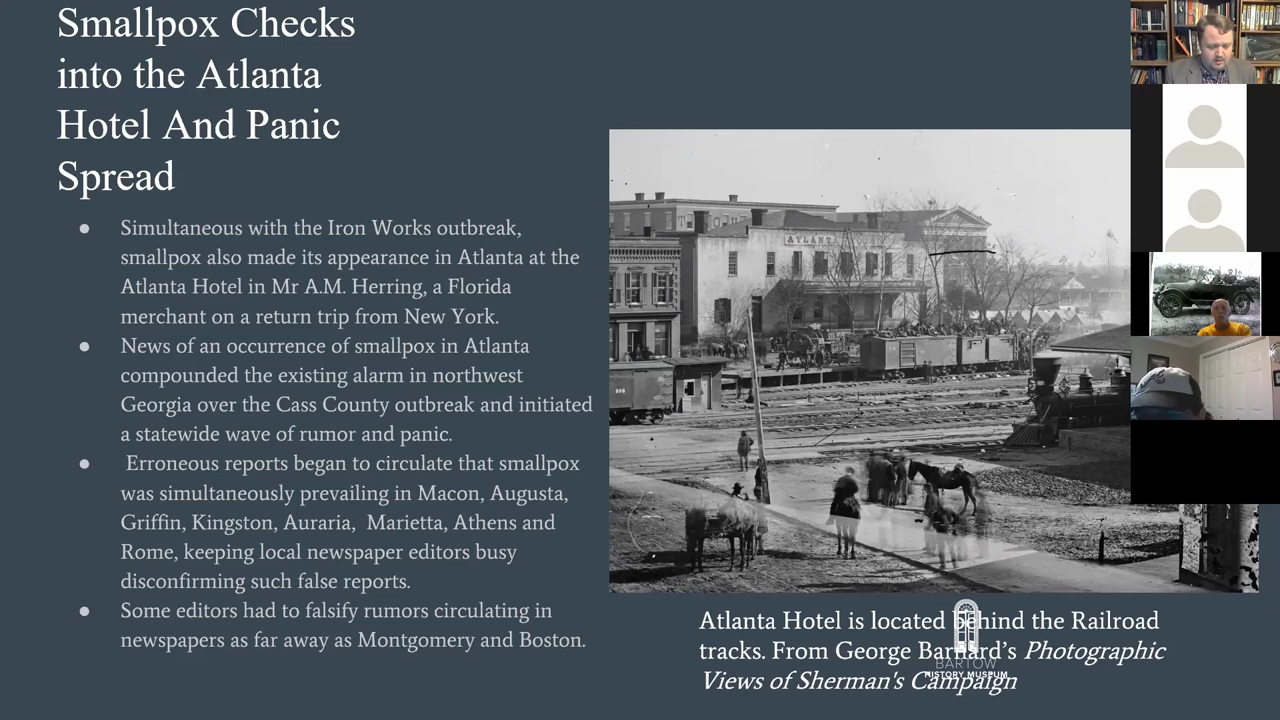 Smallpox Checks
into the Atlanta
Hotel And Panic
Spread
● Simultaneous with the Iron Works outbreak,
smallpox also made its appearance in Atlanta at the
Atlanta Hotel in Mr A.M. Herring, a Florida
merchant on a return trip from New York.
● News of an occurrence of smallpox in Atlanta
compounded the existing alarm in northwest
Georgia over the Cass County outbreak and initiated
a statewide wave of rumor and panic.
● Erroneous reports began to circulate that smallpox
was simultaneously prevailing in Macon, Augusta,
Griffin, Kingston, Auraria, Marietta, Athens and
Rome, keeping local newspaper editors busy
disconfirming such false reports.
● Some editors had to falsify rumors circulating in
newspapers as far away as Montgomery and Boston.
Atlanta Hotel is located behind the Railroad
tracks. From George Barnard's Photographic
Views of Sherman's Campaign
BARTOW
HISTORY MUSEUM